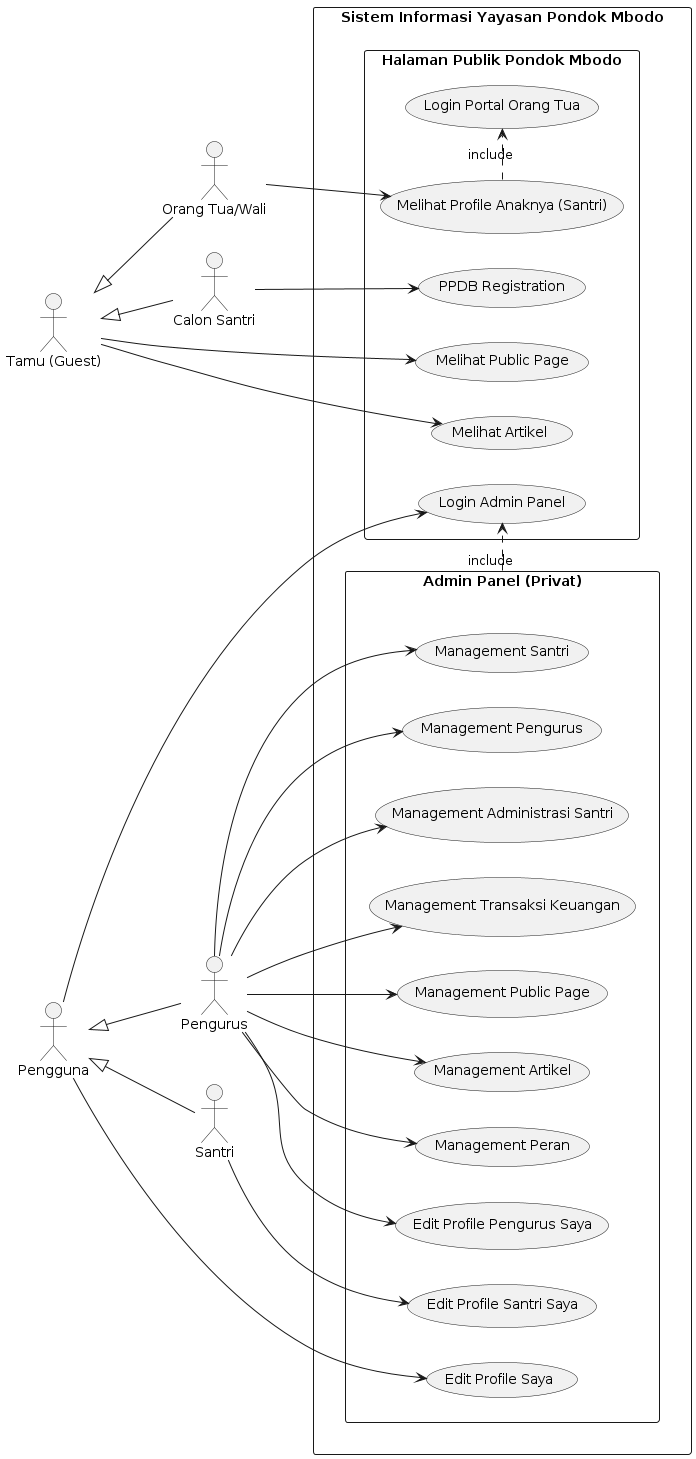 Sistem Informasi Yayasan Pondok Mbodo
Halaman Publik Pondok Mbodo
Login Portal Orang Tua
include
Orang Tua/Wali
Melihat Profile Anaknya (Santri)
Calon Santri
PPDB Registration
Tamu (Guest)
Melihat Public Page
Melihat Artikel
Login Admin Panel
include
Admin Panel (Privat)
Management Santri
Management Pengurus
Management Administrasi Santri
Management Transaksi Keuangan
Management Public Page
Pengurus
Pengguna
Management Artikel
Management Peran
Santri
Edit Profile Pengurus Saya
Edit Profile Santri Saya
Edit Profile Saya